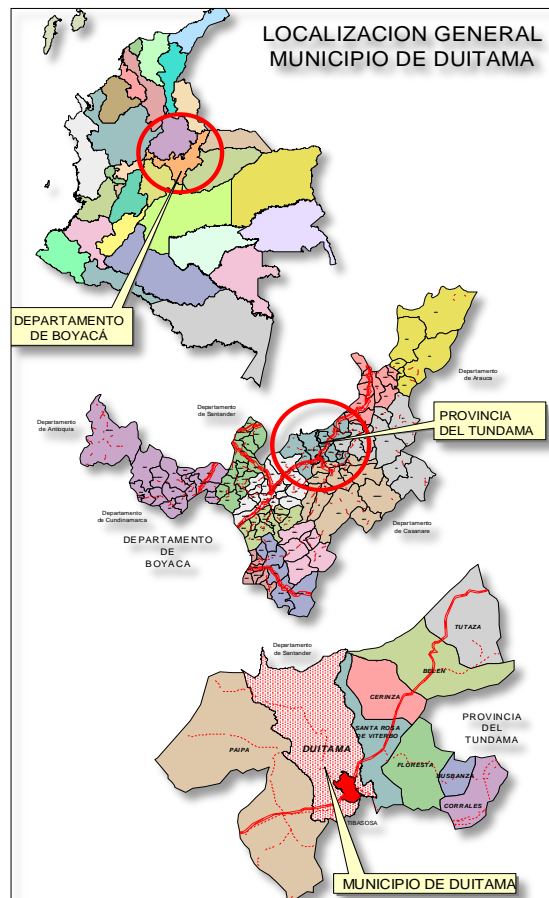 LOCALIZACION GENERAL
MUNICIPIO DE DUITAMA
DEPARTAMENTO
DE BOYACÁ
Departamento
de Arauca
Departamento
de Santander
Departamento
de Antioquia
PROVINCIA
DEL TUNDAMA
Departamento
de Cundinamarca
Departamento
de Casanare
DEPARTAMENTO
DE
BOYACA
TUTAZA
Departamento
de Santander
BELEN
CERINZA
PROVINCIA
DEL
TUNDAMA
SANTA ROSA
DE VITERBO
DUITAMA
PAIPA
FLORESTA
BUSBANZA
CORRALES
TIBASOSA
MUNICIPIO DE DUITAMA